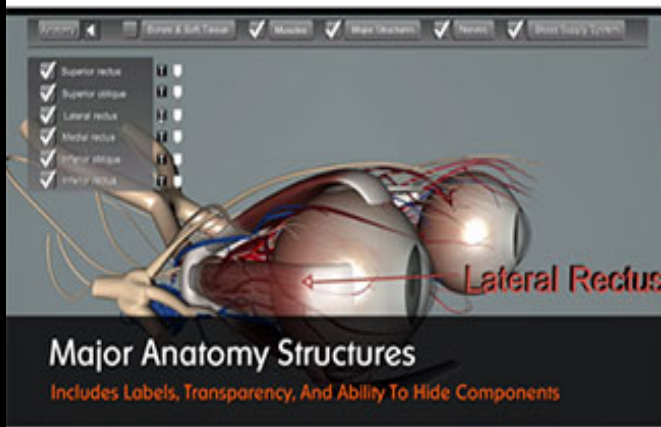 Anatomy Bones & Soft Tissue Muscles Major Structures Nerves Blood Supply System
Superior rectus
Superior oblique
Lateral rectus
Medial rectus
Inferior oblique
Inferior rectus
Lateral Rectus
Major Anatomy Structures
Includes Labels, Transparency, And Ability To Hide Components